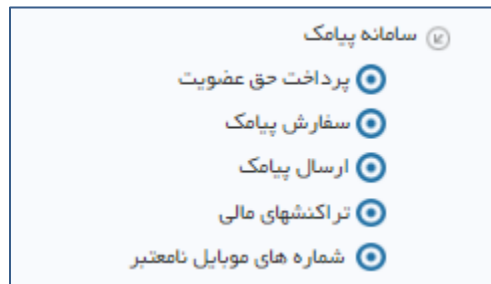 سامانه پیامک
پرداخت حق عضویت
سفارش پیامک
ارسال پیامک
تراکنشهای مالی
شماره های موبایل نامعتبر